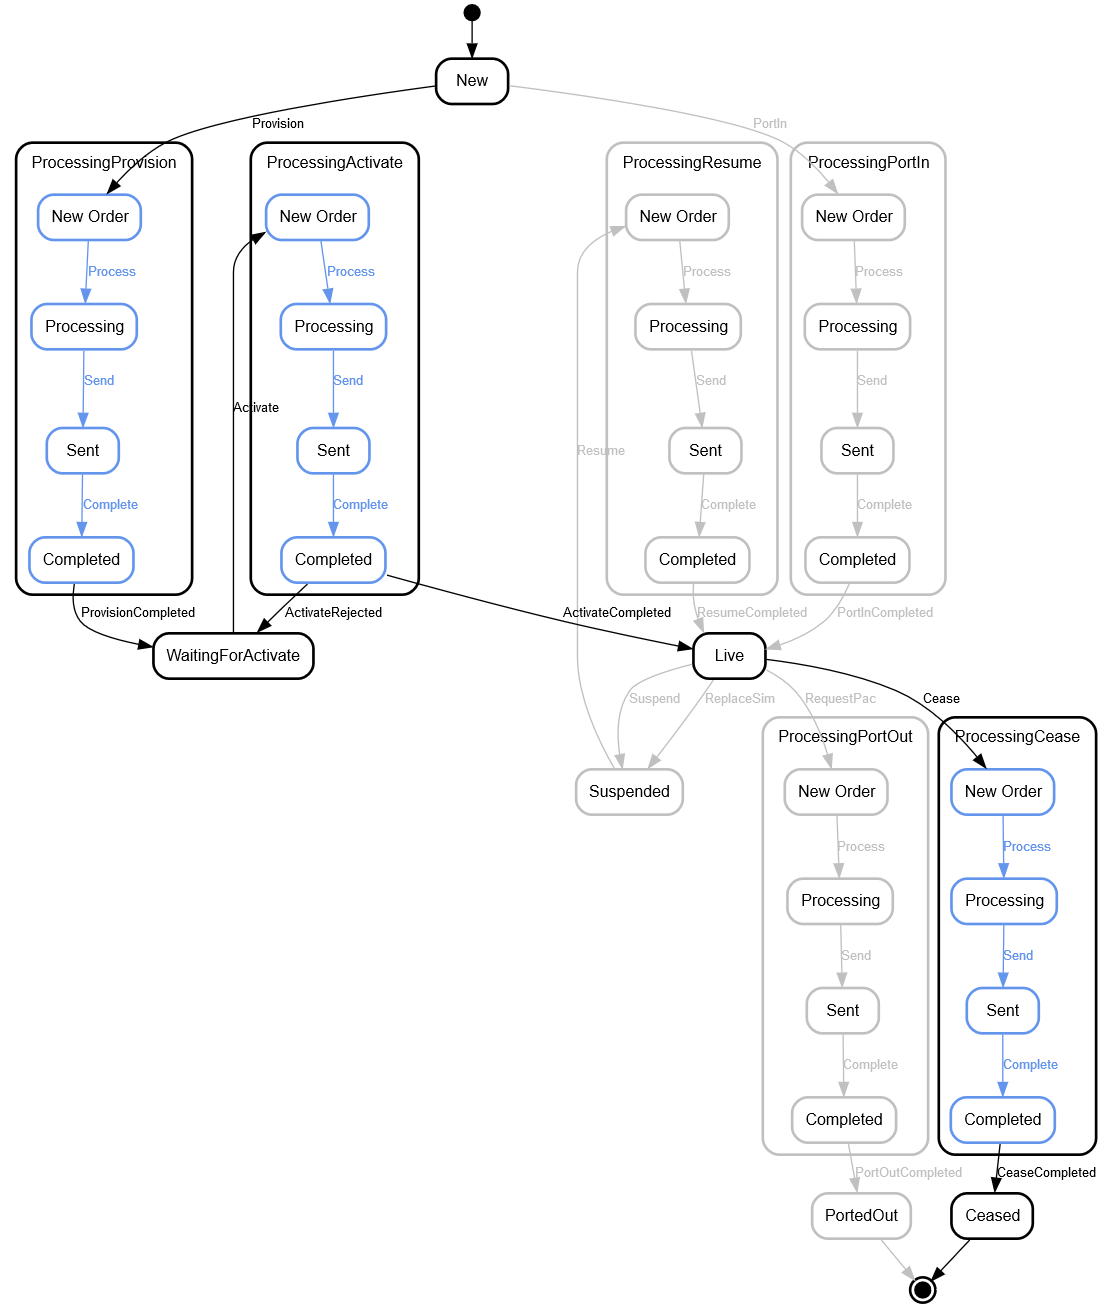 New
Provision
PortIn
ProcessingProvision
ProcessingActivate
ProcessingResume
ProcessingPortIn
New Order
New Order
New Order
New Order
Process
Process
Process
Process
Processing
Processing
Processing
Processing
Send
Send
Send
Send
Activate
Sent
Sent
Resume
Sent
Sent
Complete
Complete
Complete
Complete
Completed
Completed
Completed
Completed
ProvisionCompleted
ActivateRejected
ActivateCompleted
ResumeCompleted
PortInCompleted
WaitingForActivate
Live
Suspend
ReplaceSim
RequestPac
Cease
ProcessingPortOut
ProcessingCease
Suspended
New Order
New Order
Process
Process
Processing
Processing
Send
Send
Sent
Sent
Complete
Complete
Completed
Completed
PortOutCompleted
CeaseCompleted
PortedOut
Ceased